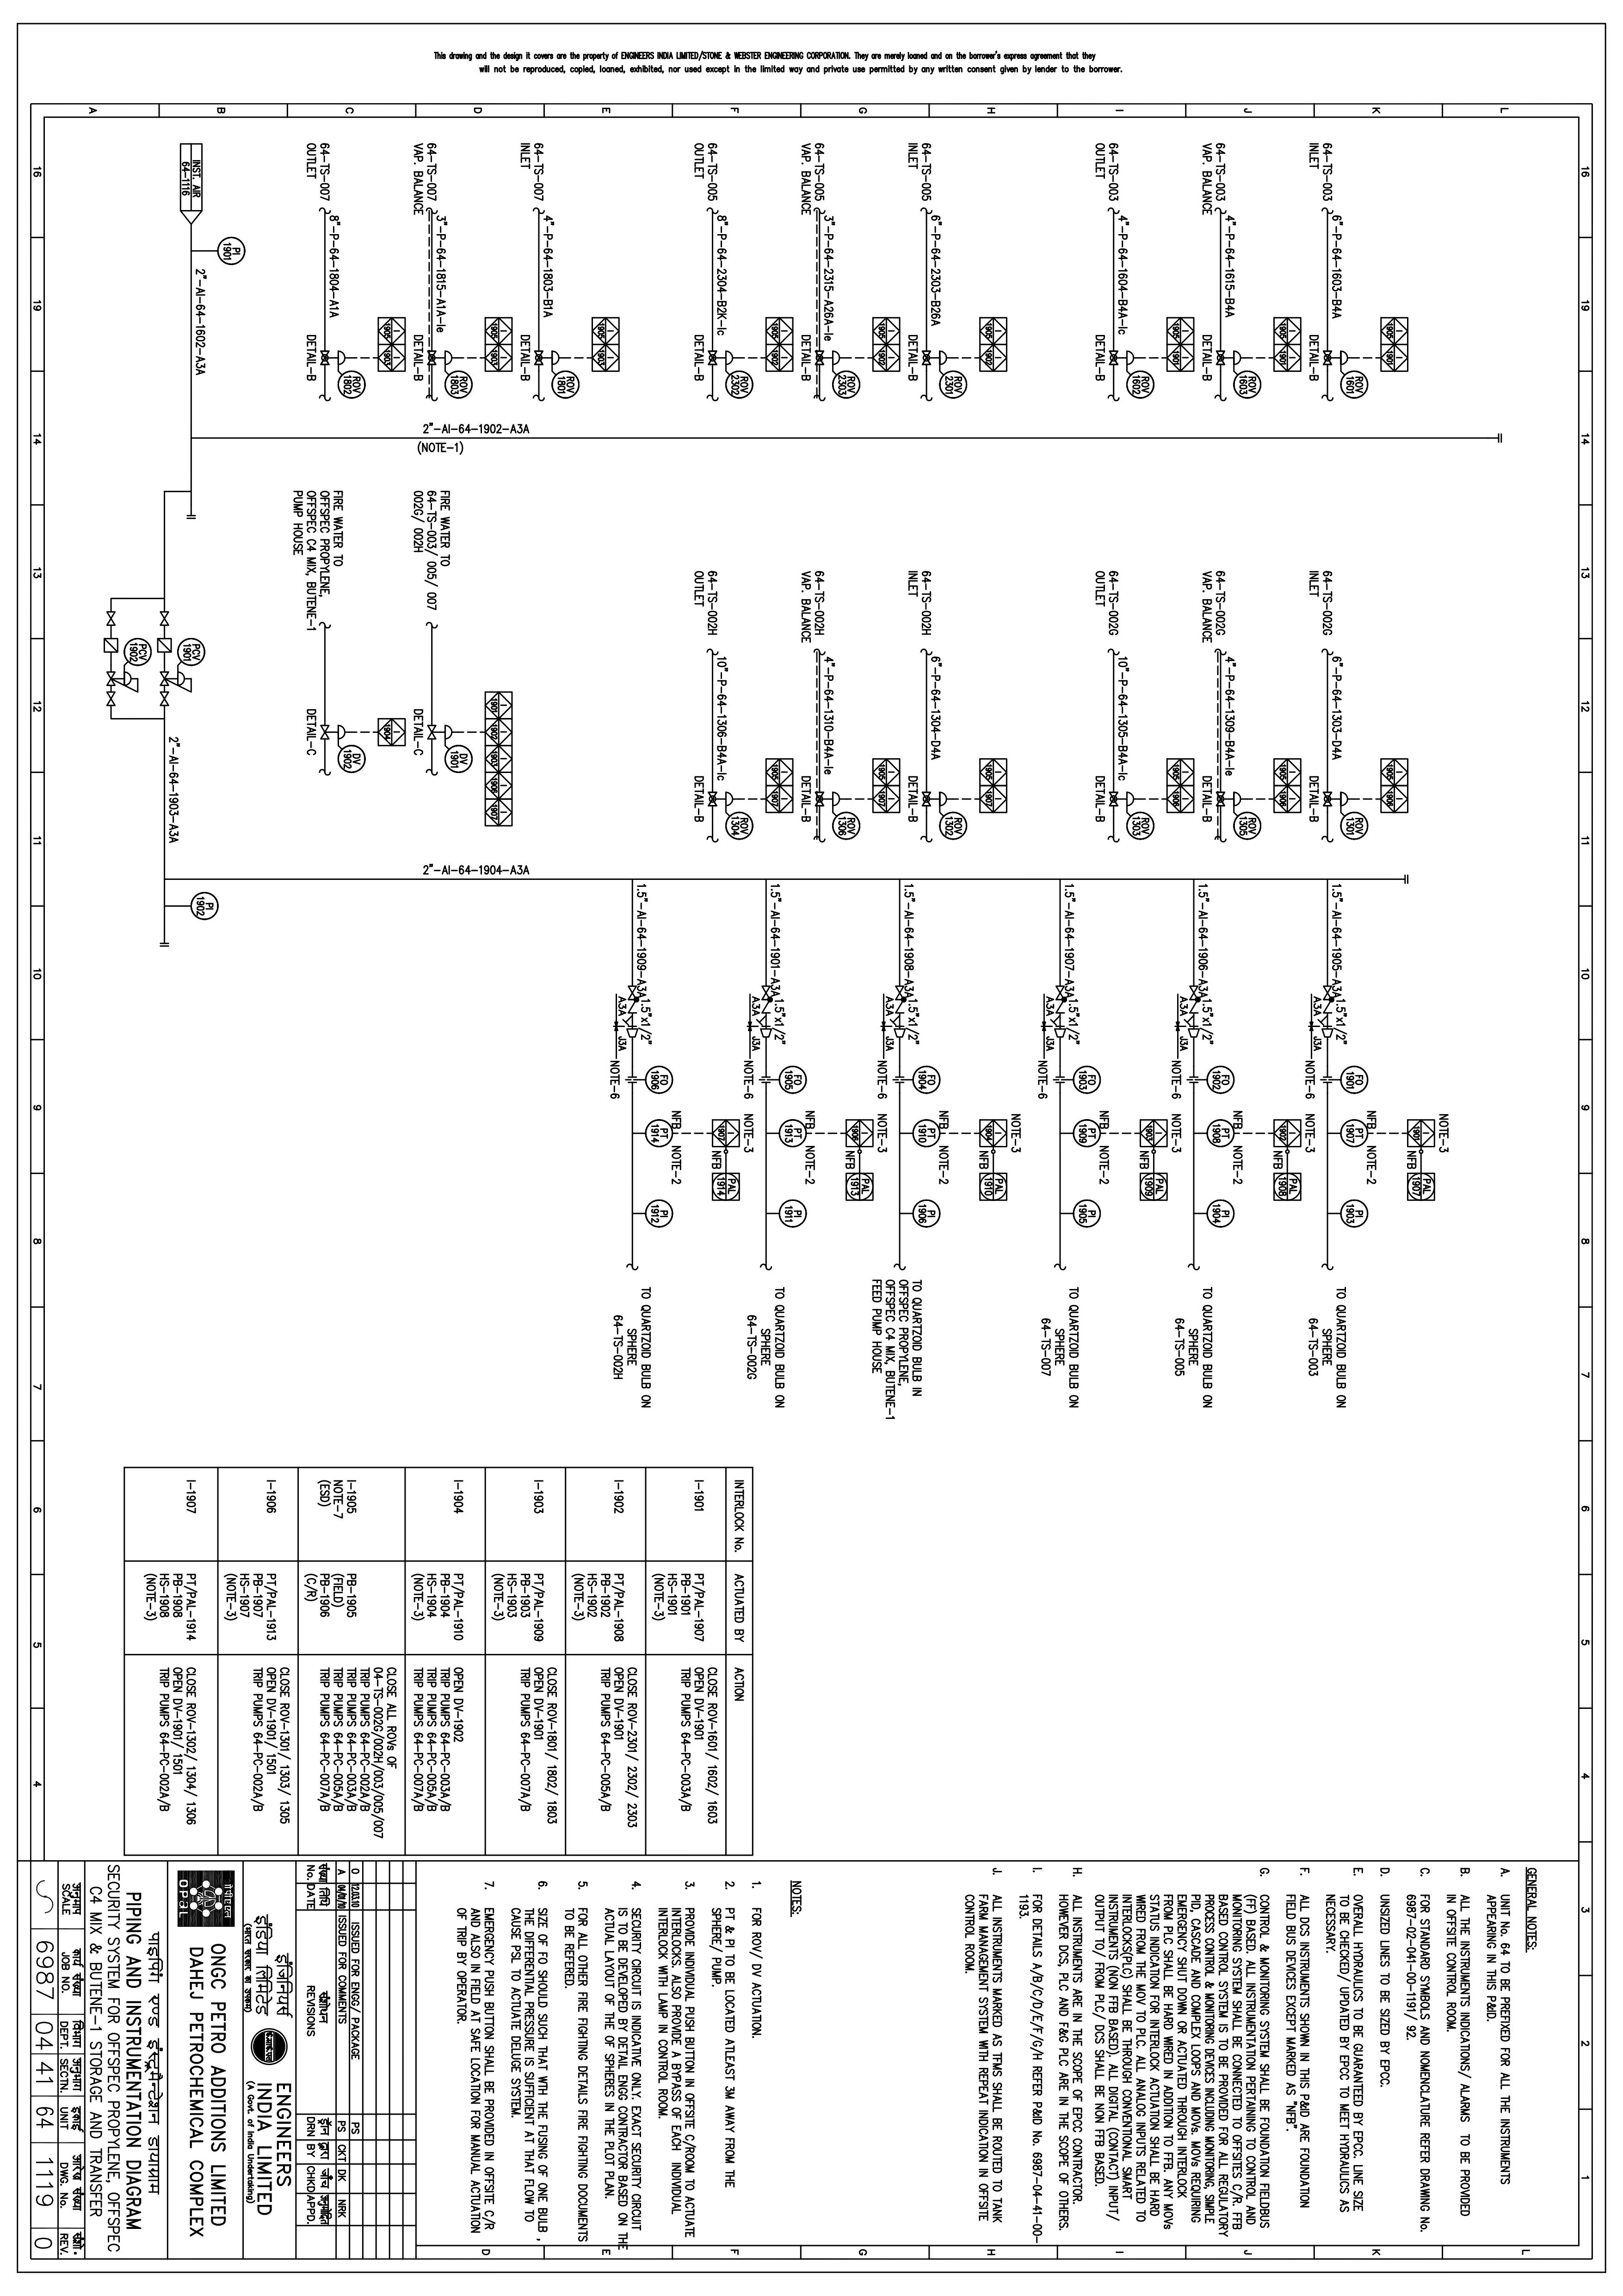 This drawing and the design it covers are the property of ENGINEERS INDIA LIMITED/STONE & WEBSTER ENGINEERING CORPORATION. They are merely loaned and on the borrower's express agreement that they
will not be reproduced, copied, loaned, exhibited, nor used except in the limited way and private use permitted by any written consent given by lender to the borrower.
A B C D E F G H I J K L
16 19 14 13 12 11 10 9 8 7 6 5 4 3 2 1
64-TS-003
INLET
6"-P-64-1603-B4A
DETAIL-B
ROV
1601
I
1905
I
1901
64-TS-003
VAP. BALANCE
4"-P-64-1615-B4A
DETAIL-B
ROV
1603
I
1905
I
1901
64-TS-003
OUTLET
4"-P-64-1604-B4A-Ic
DETAIL-B
ROV
1602
I
1905
I
1901
64-TS-005
INLET
6"-P-64-2303-B26A
DETAIL-B
ROV
2301
I
1905
I
1902
64-TS-005
VAP. BALANCE
3"-P-64-2315-A26A-Ie
DETAIL-B
ROV
2303
I
1905
I
1902
64-TS-005
OUTLET
8"-P-64-2304-B2K-Ic
DETAIL-B
ROV
2302
I
1905
I
1902
64-TS-007
INLET
4"-P-64-1803-B1A
DETAIL-B
ROV
1801
I
1905
I
1903
64-TS-007
VAP. BALANCE
3"-P-64-1815-A1A-Ie
DETAIL-B
ROV
1803
I
1905
I
1903
64-TS-007
OUTLET
8"-P-64-1804-A1A
DETAIL-B
ROV
1802
I
1905
I
1903
INST. AIR
64-1116
PI
1901
2"-AI-64-1602-A3A
2"-AI-64-1902-A3A
(NOTE-1)
64-TS-002G
INLET
6"-P-64-1303-D4A
DETAIL-B
ROV
1301
I
1905
I
1906
64-TS-002G
VAP. BALANCE
4"-P-64-1309-B4A-Ie
DETAIL-B
ROV
1305
I
1905
I
1906
64-TS-002G
OUTLET
10"-P-64-1305-B4A-Ic
DETAIL-B
ROV
1303
I
1905
I
1906
64-TS-002H
INLET
6"-P-64-1304-D4A
DETAIL-B
ROV
1302
I
1905
I
1907
64-TS-002H
VAP. BALANCE
4"-P-64-1310-B4A-Ie
DETAIL-B
ROV
1306
I
1905
I
1907
64-TS-002H
OUTLET
10"-P-64-1306-B4A-Ic
DETAIL-B
ROV
1304
I
1905
I
1907
FIRE WATER TO
64-TS-003/ 005/ 007
002G/ 002H
DETAIL-C
DV
1901
I
1901
I
1902
I
1903
I
1906
I
1907
FIRE WATER TO
OFFSPEC PROPYLENE,
OFFSPEC C4 MIX, BUTENE-1
PUMP HOUSE
DETAIL-C
DV
1902
I
1904
PCV
1901
PCV
1902
2"-AI-64-1903-A3A
PI
1902
2"-AI-64-1904-A3A
1.5"-AI-64-1905-A3A
1.5"x1/2"
A3A
J3A
NOTE-6
FO
1901
PT
1907
NFB
NOTE-2
NOTE-3
I
1901
PAL
1907
PI
1903
TO QUARTZOID BULB ON
SPHERE
64-TS-003
1.5"-AI-64-1906-A3A
1.5"x1/2"
A3A
J3A
NOTE-6
FO
1902
PT
1908
NFB
NOTE-2
NOTE-3
I
1902
NFB
PAL
1908
PI
1904
TO QUARTZOID BULB ON
SPHERE
64-TS-005
1.5"-AI-64-1907-A3A
1.5"x1/2"
A3A
J3A
NOTE-6
FO
1903
PT
1909
NFB
NOTE-2
NOTE-3
I
1903
NFB
PAL
1909
PI
1905
TO QUARTZOID BULB ON
SPHERE
64-TS-007
1.5"-AI-64-1908-A3A
1.5"x1/2"
A3A
J3A
NOTE-6
FO
1904
PT
1910
NFB
NOTE-2
NOTE-3
I
1904
PAL
1910
PI
1906
TO QUARTZOID BULB IN
OFFSPEC PROPYLENE,
OFFSPEC C4 MIX, BUTENE-1
FEED PUMP HOUSE
1.5"-AI-64-1901-A3A
1.5"x1/2"
A3A
J3A
NOTE-6
FO
1905
PT
1913
NFB
NOTE-2
NOTE-3
I
1906
NFB
PAL
1913
PI
1911
TO QUARTZOID BULB ON
SPHERE
64-TS-002G
1.5"-AI-64-1909-A3A
1.5"x1/2"
A3A
J3A
NOTE-6
FO
1906
PT
1914
NFB
NOTE-2
NOTE-3
I
1907
NFB
PAL
1914
PI
1912
TO QUARTZOID BULB ON
SPHERE
64-TS-002H
INTERLOCK No. ACTUATED BY ACTION
I-1901
PT/PAL-1907
PB-1901
HS-1901
(NOTE-3)
CLOSE ROV-1601/ 1602/ 1603
OPEN DV-1901
TRIP PUMPS 64-PC-003A/B
I-1902
PT/PAL-1908
PB-1902
HS-1902
(NOTE-3)
CLOSE ROV-2301/ 2302/ 2303
OPEN DV-1901
TRIP PUMPS 64-PC-005A/B
I-1903
PT/PAL-1909
PB-1903
HS-1903
(NOTE-3)
CLOSE ROV-1801/ 1802/ 1803
OPEN DV-1901
TRIP PUMPS 64-PC-007A/B
I-1904
PT/PAL-1910
PB-1904
HS-1904
(NOTE-3)
OPEN DV-1902
TRIP PUMPS 64-PC-003A/B
TRIP PUMPS 64-PC-005A/B
TRIP PUMPS 64-PC-007A/B
I-1905
NOTE-7
(ESD)
PB-1905
(FIELD)
PB-1906
(C/R)
CLOSE ALL ROVs OF
04-TS-002G/002H/003/005/007
TRIP PUMPS 64-PC-002A/B
TRIP PUMPS 64-PC-003A/B
TRIP PUMPS 64-PC-005A/B
TRIP PUMPS 64-PC-007A/B
I-1906
PT/PAL-1913
PB-1907
HS-1907
(NOTE-3)
CLOSE ROV-1301/ 1303/ 1305
OPEN DV-1901/ 1501
TRIP PUMPS 64-PC-002A/B
I-1907
PT/PAL-1914
PB-1908
HS-1908
(NOTE-3)
CLOSE ROV-1302/ 1304/ 1306
OPEN DV-1901/ 1501
TRIP PUMPS 64-PC-002A/B
GENERAL NOTES:
A. UNIT No. 64 TO BE PREFIXED FOR ALL THE INSTRUMENTS
APPEARING IN THIS P&ID.
B. ALL THE INSTRUMENTS INDICATIONS/ ALARMS TO BE PROVIDED
IN OFFSITE CONTROL ROOM.
C. FOR STANDARD SYMBOLS AND NOMENCLATURE REFER DRAWING No.
6987-02-041-00-1191/ 92.
D. UNSIZED LINES TO BE SIZED BY EPCC.
E. OVERALL HYDRAULICS TO BE GUARANTEED BY EPCC. LINE SIZE
TO BE CHECKED/ UPDATED BY EPCC TO MEET HYDRAULICS AS
NECESSARY.
F. ALL DCS INSTRUMENTS SHOWN IN THIS P&ID ARE FOUNDATION
FIELD BUS DEVICES EXCEPT MARKED AS "NFB".
G. CONTROL & MONITORING SYSTEM SHALL BE FOUNDATION FIELDBUS
(FF) BASED. ALL INSTRUMENTATION PERTAINING TO CONTROL AND
MONITORING SYSTEM SHALL BE CONNECTED TO OFFSITES C/R. FFB
BASED CONTROL SYSTEM IS TO BE PROVIDED FOR ALL REGULATORY
PROCESS CONTROL & MONITORING DEVICES INCLUDING MONITORING, SIMPLE
PID, CASCADE AND COMPLEX LOOPS AND MOVs. MOVs REQUIRING
EMERGENCY SHUT DOWN OR ACTUATED THROUGH INTERLOCK
FROM PLC SHALL BE HARD WIRED IN ADDITION TO FFB. ANY MOVs
STATUS INDICATION FOR INTERLOCK ACTUATION SHALL BE HARD
WIRED FROM THE MOV TO PLC. ALL ANALOG INPUTS RELATED TO
INTERLOCKS(PLC) SHALL BE THROUGH CONVENTIONAL SMART
INSTRUMENTS (NON FFB BASED). ALL DIGITAL (CONTACT) INPUT/
OUTPUT TO/ FROM PLC/ DCS SHALL BE NON FFB BASED.
H. ALL INSTRUMENTS ARE IN THE SCOPE OF EPCC CONTRACTOR.
HOWEVER DCS, PLC AND F&G PLC ARE IN THE SCOPE OF OTHERS.
I. FOR DETAILS A/B/C/D/E/F/G/H REFER P&ID No. 6987-04-41-00-
1193.
J. ALL INSTRUMENTS MARKED AS TFMS SHALL BE ROUTED TO TANK
FARM MANAGEMENT SYSTEM WITH REPEAT INDICATION IN OFFSITE
CONTROL ROOM.
NOTES:
1. FOR ROV/ DV ACTUATION.
2. PT & PI TO BE LOCATED ATLEAST 3M AWAY FROM THE
SPHERE/ PUMP.
3. PROVIDE INDIVIDUAL PUSH BUTTON IN OFFSITE C/ROOM TO ACTUATE
INTERLOCKS. ALSO PROVIDE A BYPASS OF EACH INDIVIDUAL
INTERLOCK WITH LAMP IN CONTROL ROOM.
4. SECURITY CIRCUIT IS INDICATIVE ONLY. EXACT SECURITY CIRCUIT
IS TO BE DEVELOPED BY DETAIL ENGG CONTRACTOR BASED ON THE
ACTUAL LAYOUT OF THE OF SPHERES IN THE PLOT PLAN.
5. FOR ALL OTHER FIRE FIGHTING DETAILS FIRE FIGHTING DOCUMENTS
TO BE REFERED.
6. SIZE OF FO SHOULD SUCH THAT WITH THE FUSING OF ONE BULB ,
THE DIFFERENTIAL PRESSURE IS SUFFICIENT AT THAT FLOW TO
CAUSE PSL TO ACTUATE DELUGE SYSTEM.
7. EMERGENCY PUSH BUTTON SHALL BE PROVIDED IN OFFSITE C/R
AND ALSO IN FIELD AT SAFE LOCATION FOR MANUAL ACTUATION
OF TRIP BY OPERATOR.
0 12.03.10 ISSUED FOR ENGG/ PACKAGE PS
A 04/01/10 ISSUED FOR COMMENTS PS CKT DK NRK
संख्या तिथि संशोधन
No. DATE REVISIONS DRN BY CHKD APPD.
इंजिनियर्स
इंडिया लिमिटेड
(भारत सरकार का उपक्रम)
ENGINEERS
INDIA LIMITED
(A Govt. of India Undertaking)
OPaL
ONGC PETRO ADDITIONS LIMITED
DAHEJ PETROCHEMICAL COMPLEX
PIPING AND INSTRUMENTATION DIAGRAM
SECURITY SYSTEM FOR OFFSPEC PROPYLENE, OFFSPEC
C4 MIX & BUTENE-1 STORAGE AND TRANSFER
अनुमाप कार्य संख्या विभाग अनुभाग इकाई आरेख संख्या
SCALE JOB NO. DEPT. SECTN. UNIT DWG. No. REV.
6987 04 41 64 1119 0